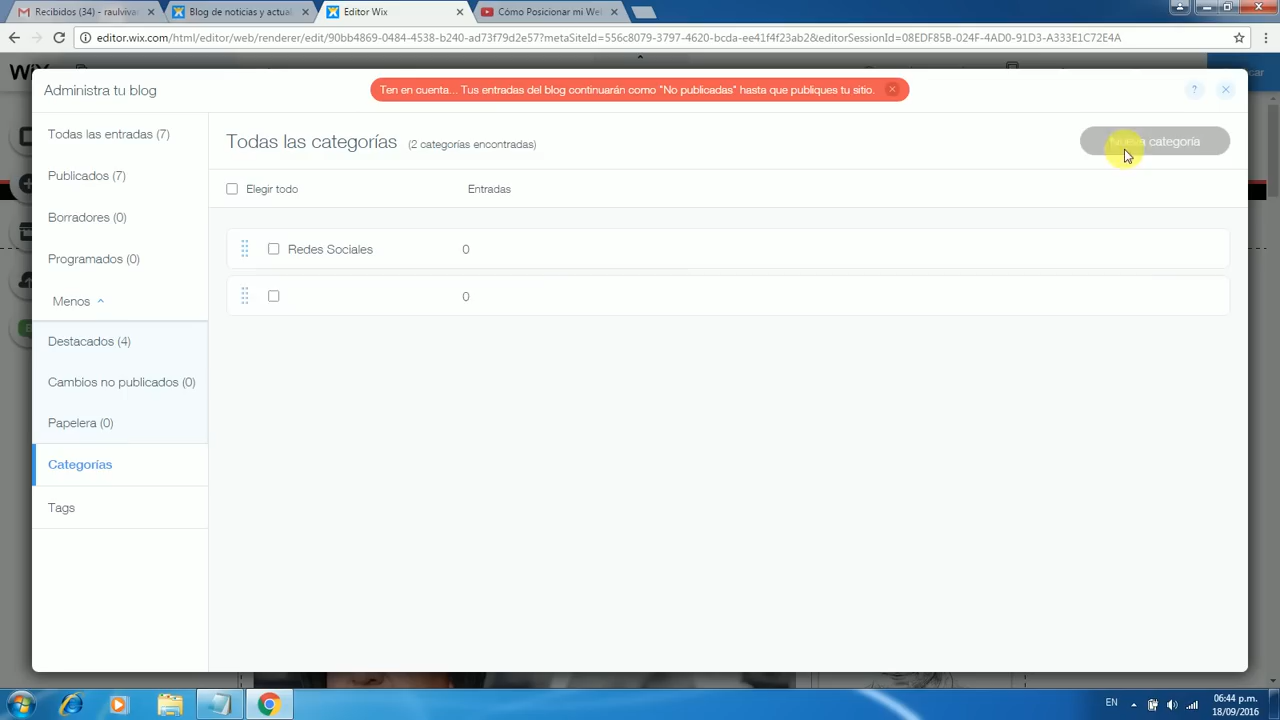 Recibidos (34) - raulviva
Blog de noticias y actual
Editor Wix
Cómo Posicionar mi Wel
editor.wix.com/html/editor/web/renderer/edit/90bb4869-0484-4538-b240-ad73f79d2e57?metaSiteId=556c8079-3797-4620-bcda-ee41f4f23ab2&editorSessionId=08EDF85B-024F-4AD0-91D3-A333E1C72E4A
Administra tu blog
Ten en cuenta... Tus entradas del blog continuarán como "No publicadas" hasta que publiques tu sitio.
?
Todas las entradas (7)
Todas las categorías (2 categorías encontradas)
Nueva categoría
Publicados (7)
Elegir todo
Entradas
Borradores (0)
Redes Sociales
0
Programados (0)
0
Menos
Destacados (4)
Cambios no publicados (0)
Papelera (0)
Categorías
Tags
EN
06:44 p.m.
18/09/2016